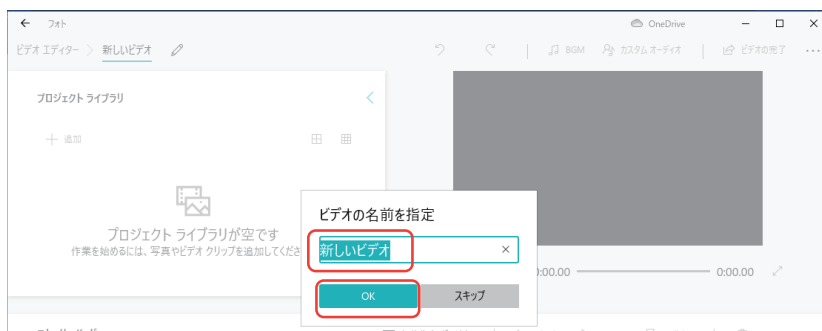 フォト
OneDrive
ビデオ エディター > 新しいビデオ
BGM カスタム オーディオ ビデオの完了
プロジェクト ライブラリ
追加
ビデオの名前を指定
プロジェクト ライブラリが空です
作業を始めるには、写真やビデオ クリップを追加してくださ
新しいビデオ
0:00.00
OK スキップ